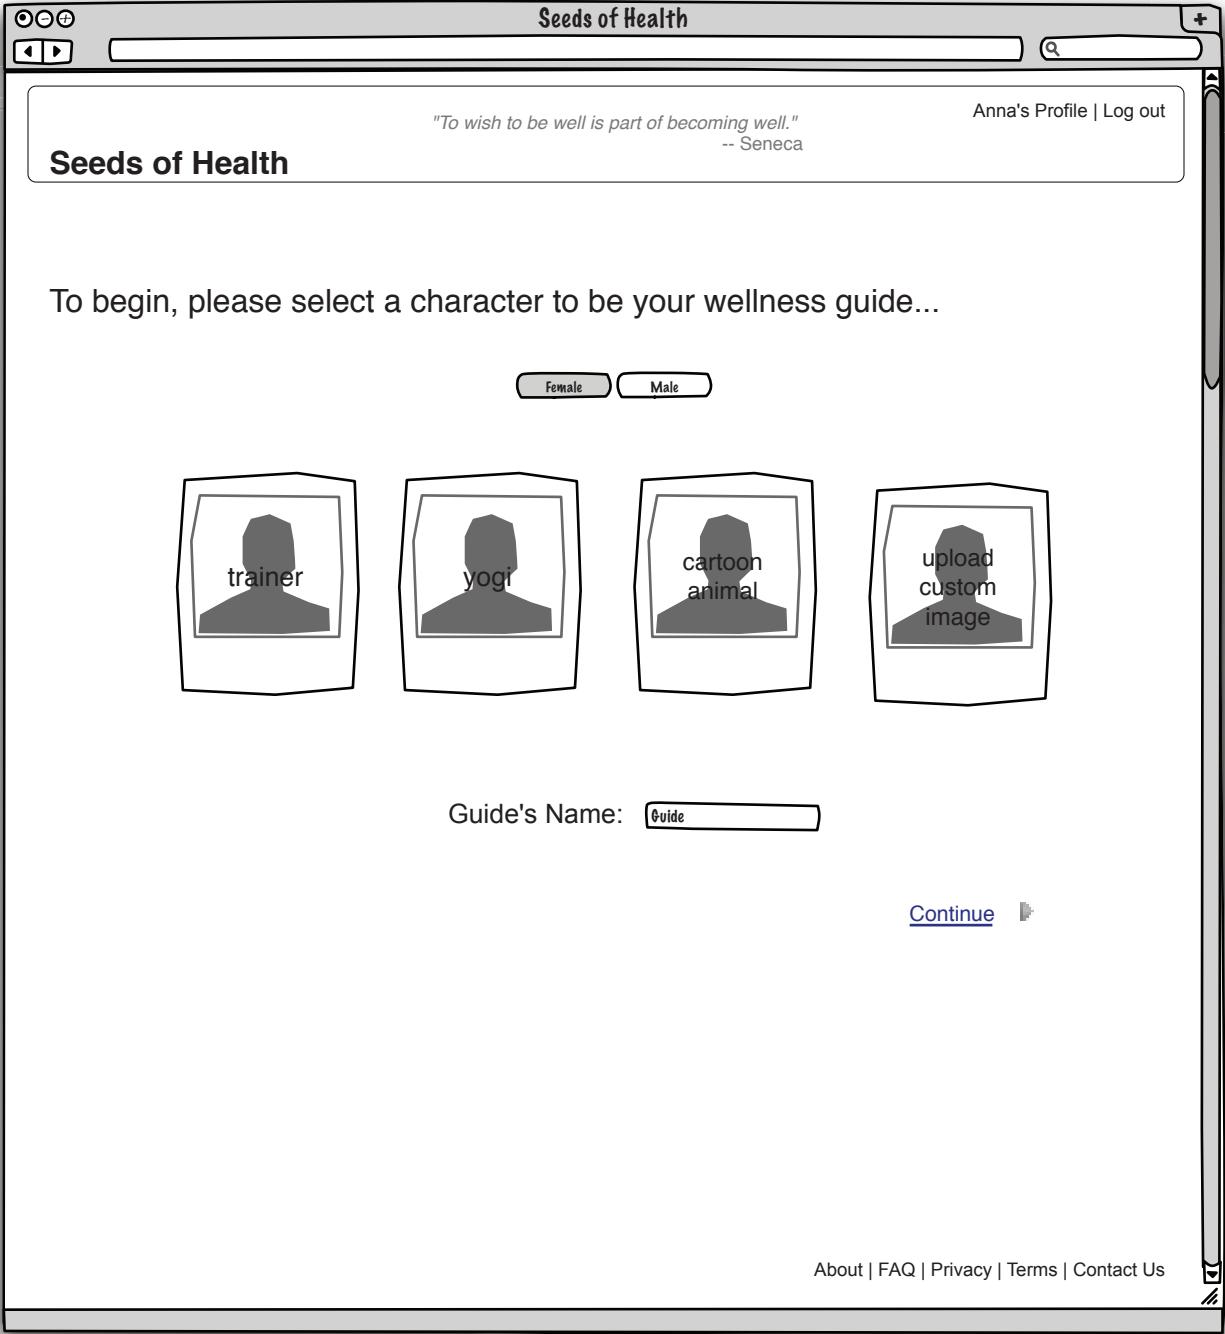 Seeds of Health
Anna's Profile | Log out
"To wish to be well is part of becoming well."
-- Seneca
Seeds of Health
To begin, please select a character to be your wellness guide...
Female
Male
trainer
yogi
cartoon
animal
upload
custom
image
Guide's Name:
Guide
Continue
About | FAQ | Privacy | Terms | Contact Us